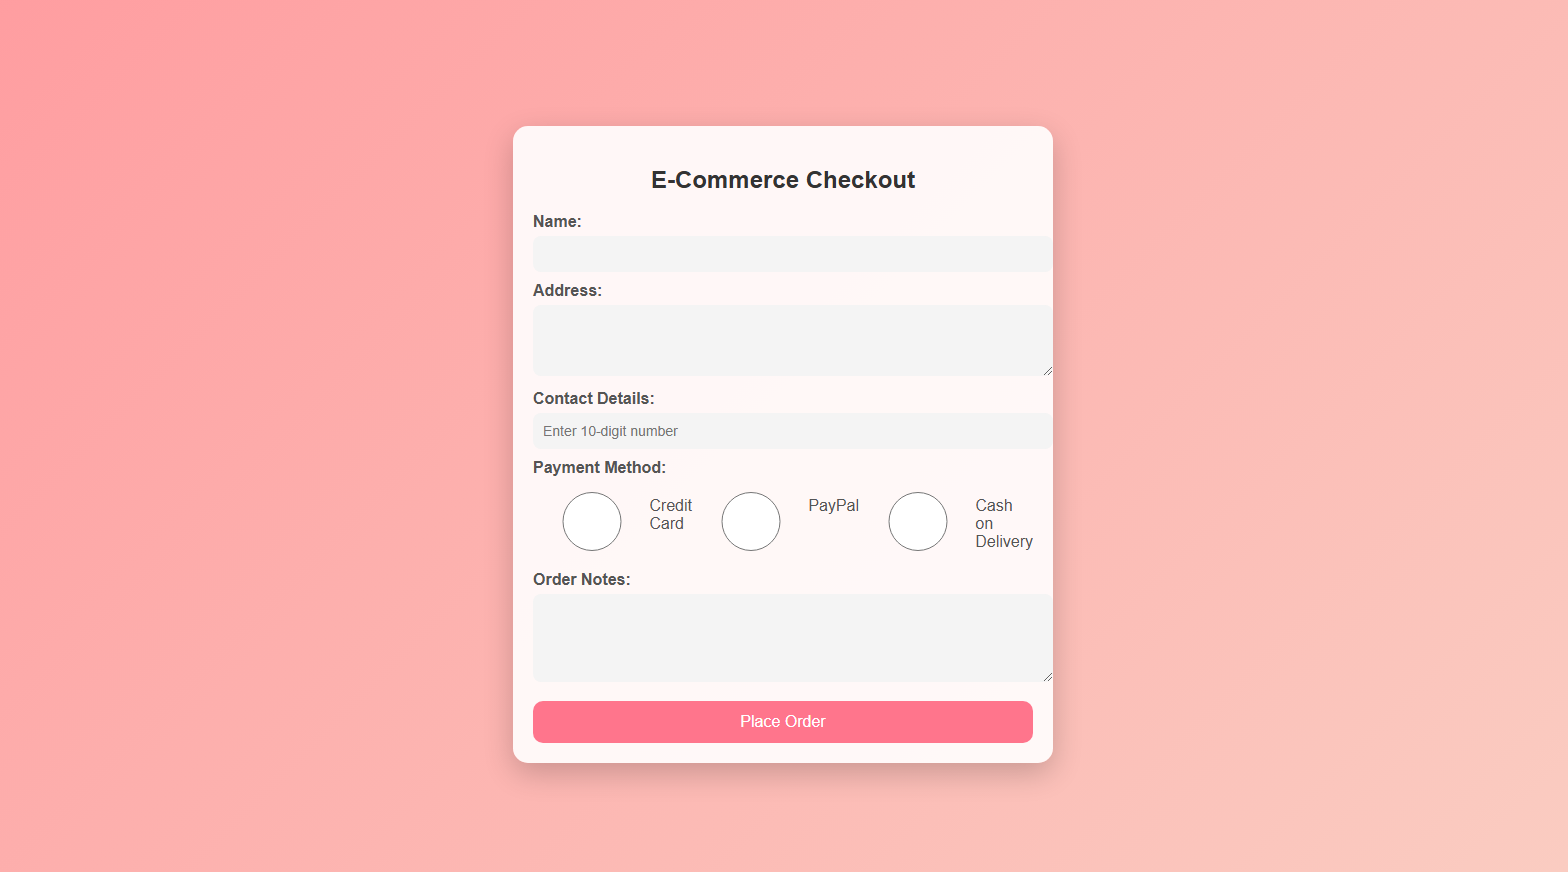 E-Commerce Checkout
Name:
Address:
Contact Details:
Enter 10-digit number
Payment Method:
Credit
Card
PayPal
Cash
on
Delivery
Order Notes:
Place Order